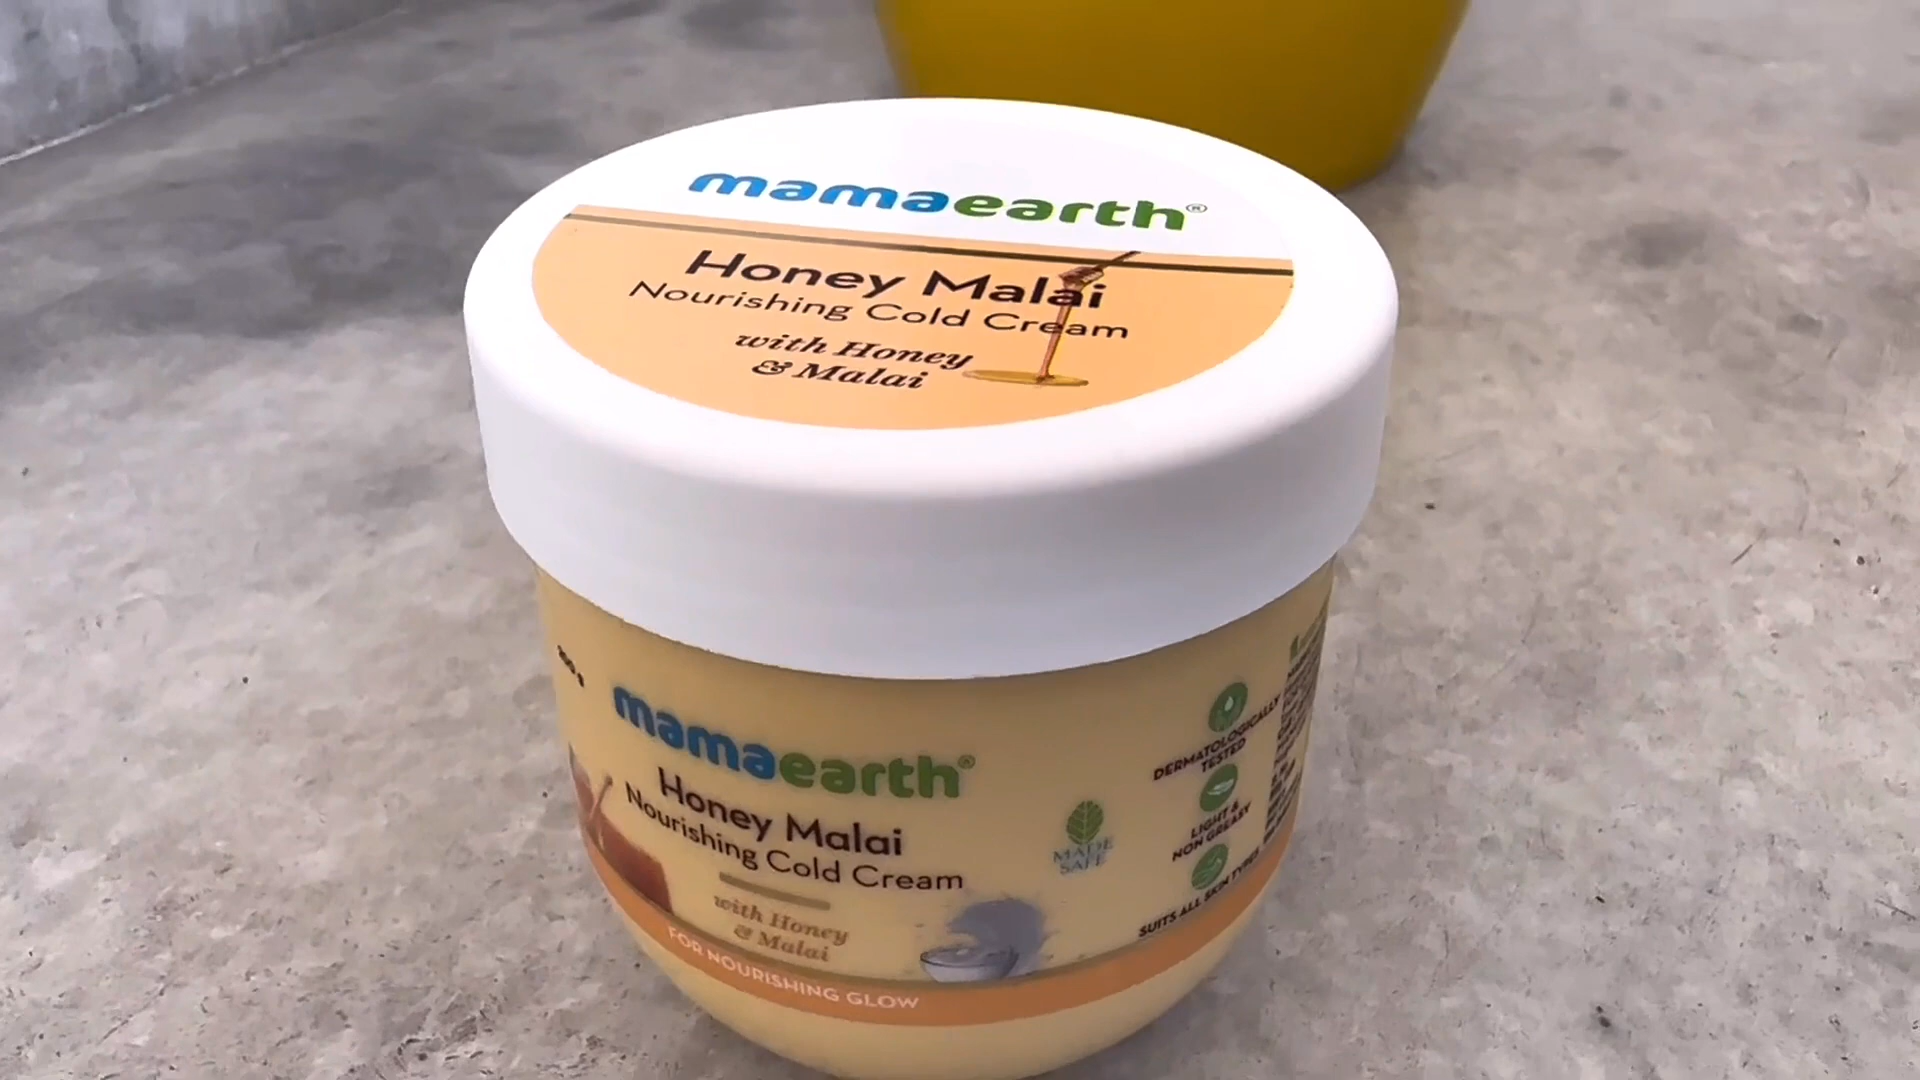 mamaearth®
Honey Malai
Nourishing Cold Cream
with Honey
& Malai
mamaearth®
Honey Malai
Nourishing Cold Cream
with Honey
& Malai
FOR NOURISHING GLOW
MADE
SAFE
DERMATOLOGICALLY
TESTED
LIGHT &
NON GREASY
SUITS ALL SKIN TYPES